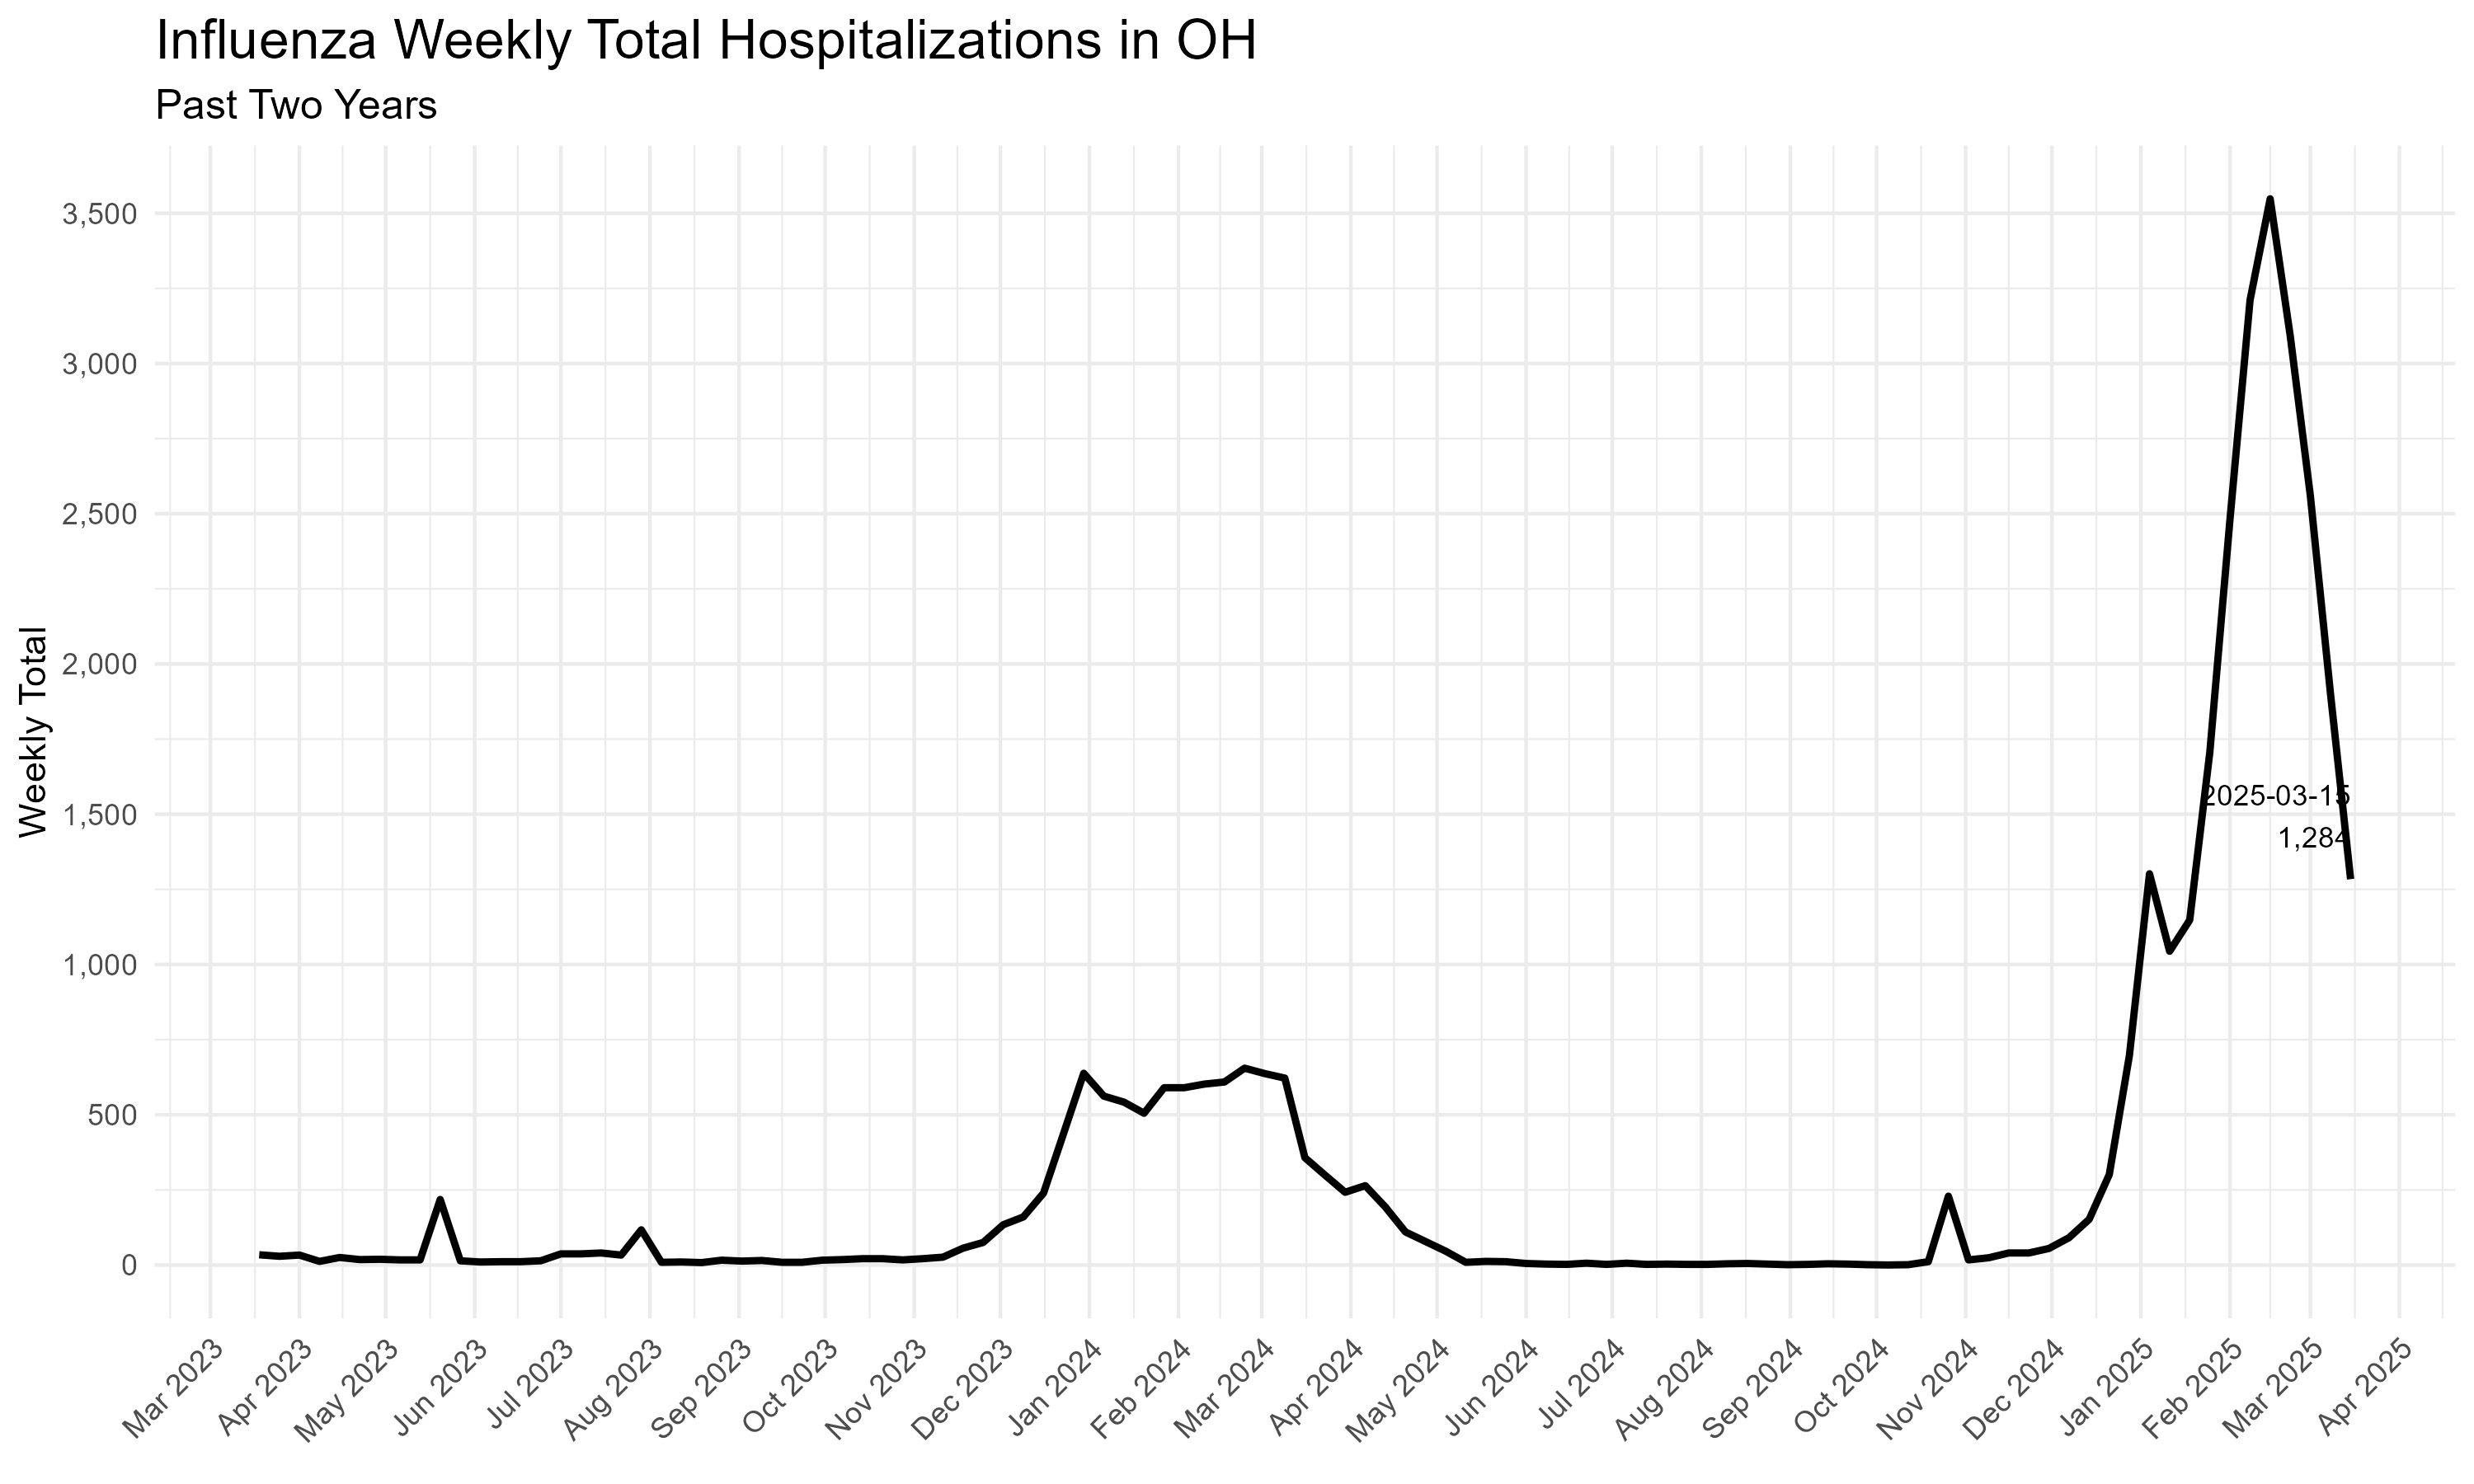 Influenza Weekly Total Hospitalizations in OH
Past Two Years
Weekly Total
3,500
3,000
2,500
2,000
1,500
1,000
500
0
2025-03-15
1,284
Mar 2023
Apr 2023
May 2023
Jun 2023
Jul 2023
Aug 2023
Sep 2023
Oct 2023
Nov 2023
Dec 2023
Jan 2024
Feb 2024
Mar 2024
Apr 2024
May 2024
Jun 2024
Jul 2024
Aug 2024
Sep 2024
Oct 2024
Nov 2024
Dec 2024
Jan 2025
Feb 2025
Mar 2025
Apr 2025